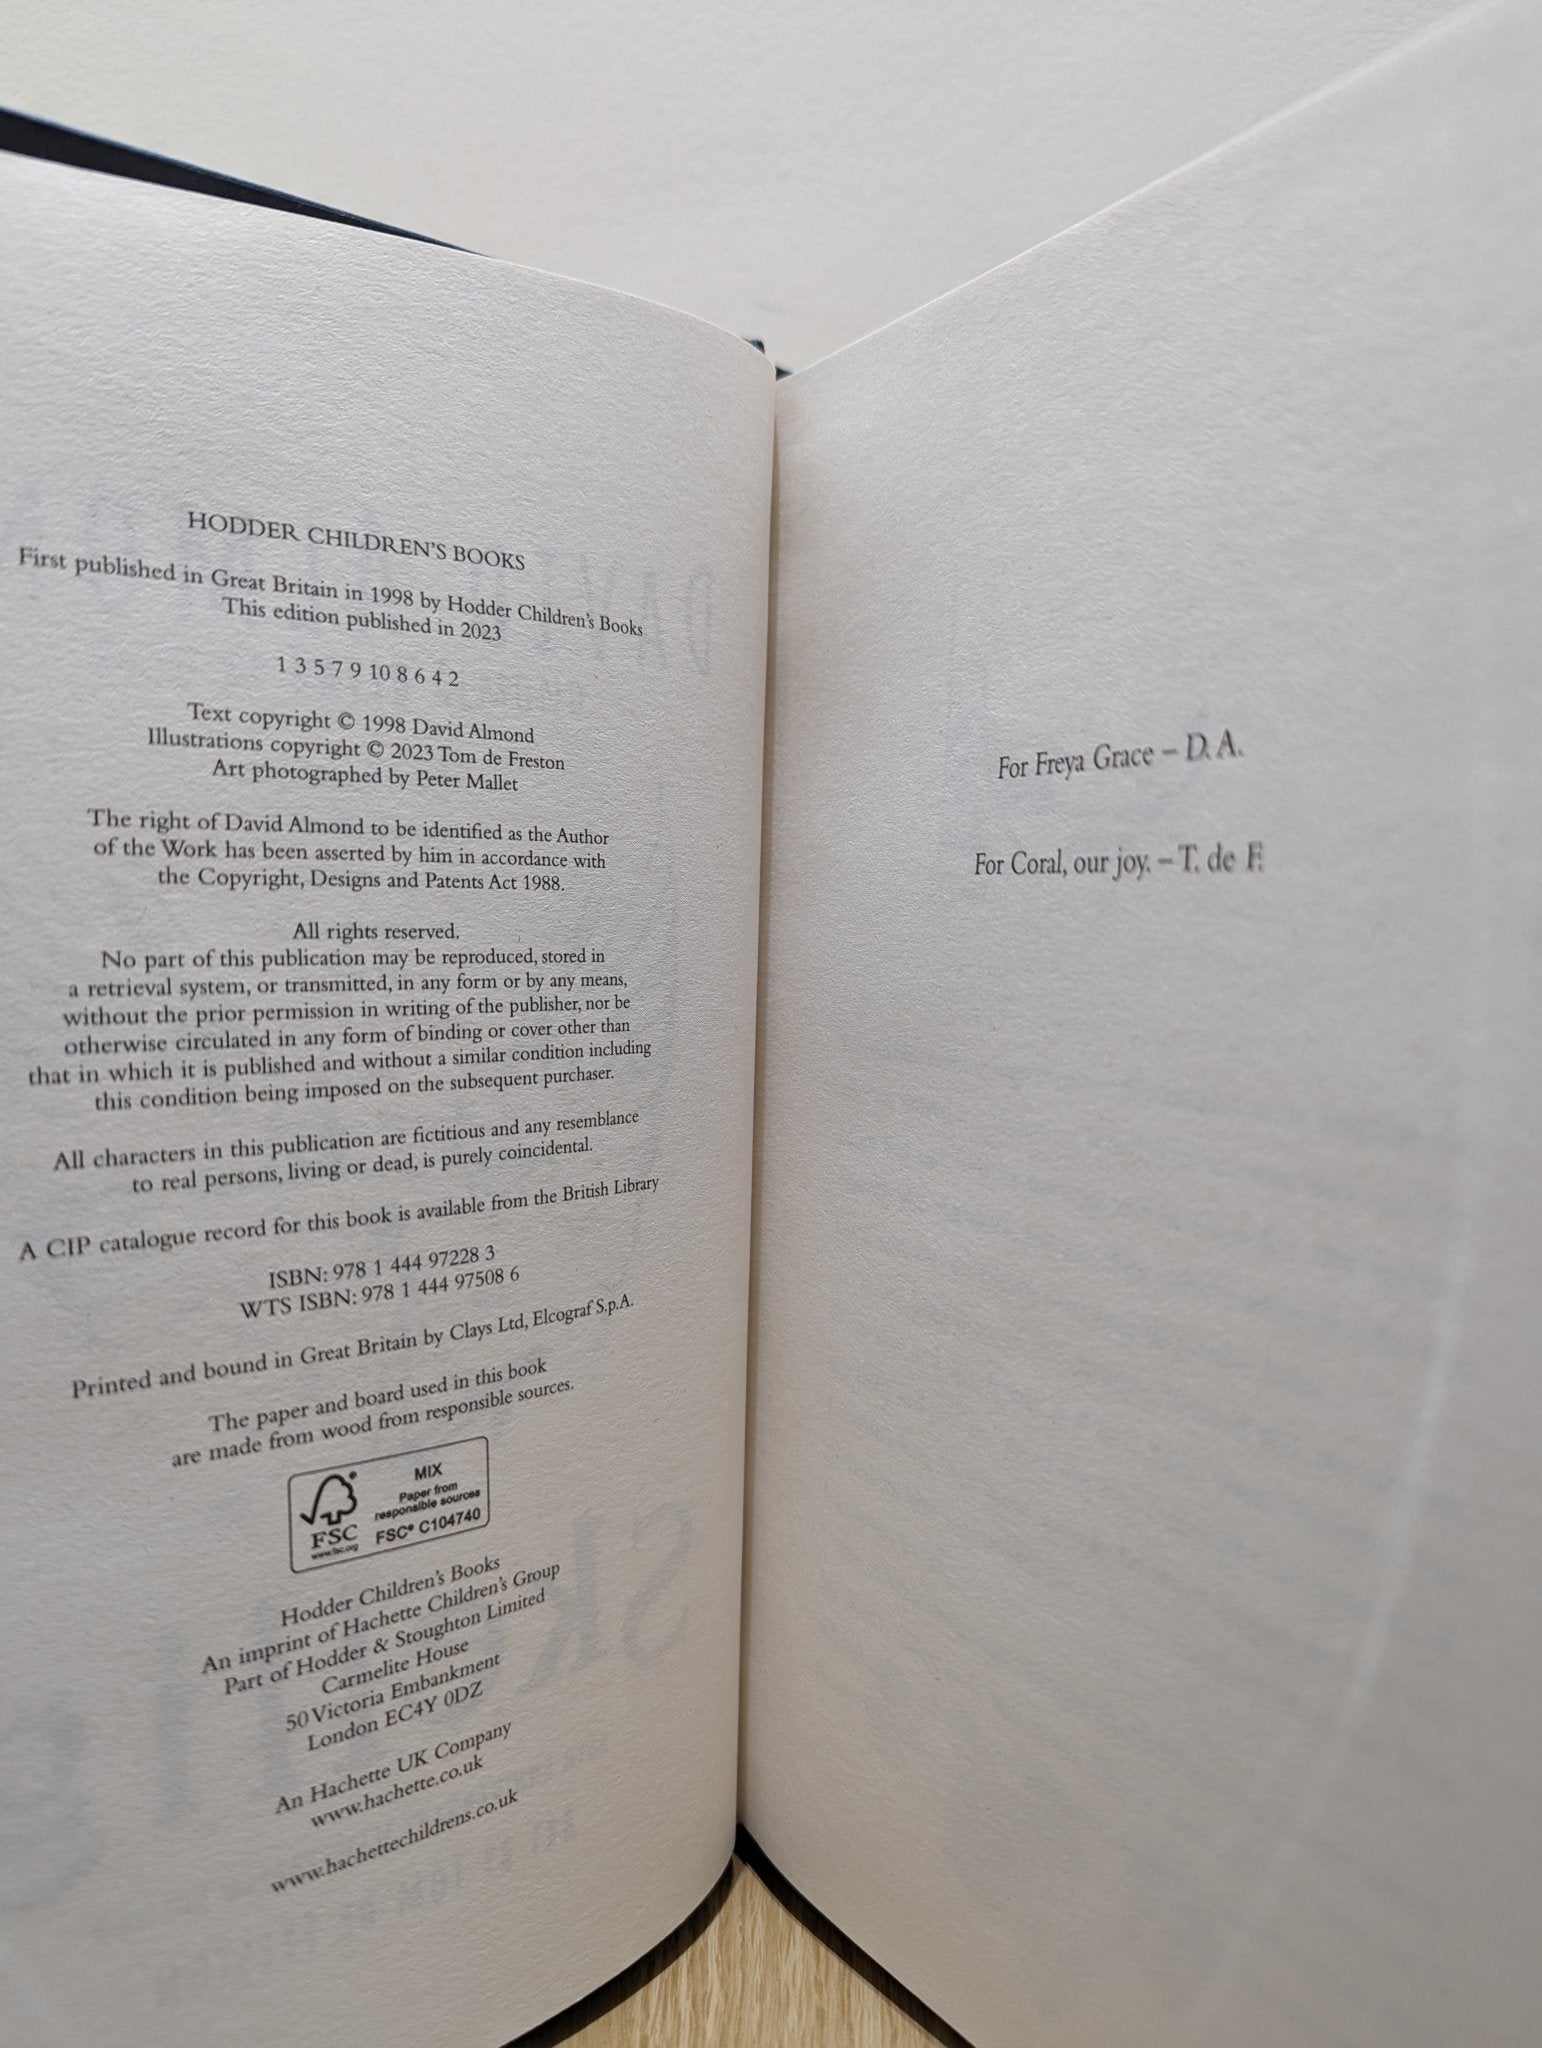 HODDER CHILDREN'S BOOKS
First published in Great Britain in 1998 by Hodder Children's Books
This edition published in 2023
1 3 5 7 9 10 8 6 4 2
Text copyright © 1998 David Almond
Illustrations copyright © 2023 Tom de Freston
Art photographed by Peter Mallet
The right of David Almond to be identified as the Author
of the Work has been asserted by him in accordance with
the Copyright, Designs and Patents Act 1988.
All rights reserved.
No part of this publication may be reproduced, stored in
a retrieval system, or transmitted, in any form or by any means,
without the prior permission in writing of the publisher, nor be
otherwise circulated in any form of binding or cover other than
that in which it is published and without a similar condition including
this condition being imposed on the subsequent purchaser.
All characters in this publication are fictitious and any resemblance
to real persons, living or dead, is purely coincidental.
A CIP catalogue record for this book is available from the British Library
ISBN: 978 1 444 97228 3
WTS ISBN: 978 1 444 97508 6
Printed and bound in Great Britain by Clays Ltd, Elcograf S.p.A.
The paper and board used in this book
are made from wood from responsible sources.
MIX
Paper from
responsible sources
FSC® C104740
FSC
www.fsc.org
Hodder Children's Books
An imprint of Hachette Children's Group
Part of Hodder & Stoughton Limited
Carmelite House
50 Victoria Embankment
London EC4Y 0DZ
An Hachette UK Company
www.hachette.co.uk
www.hachettechildrens.co.uk
For Freya Grace – D. A.
For Coral, our joy. – T. de F.